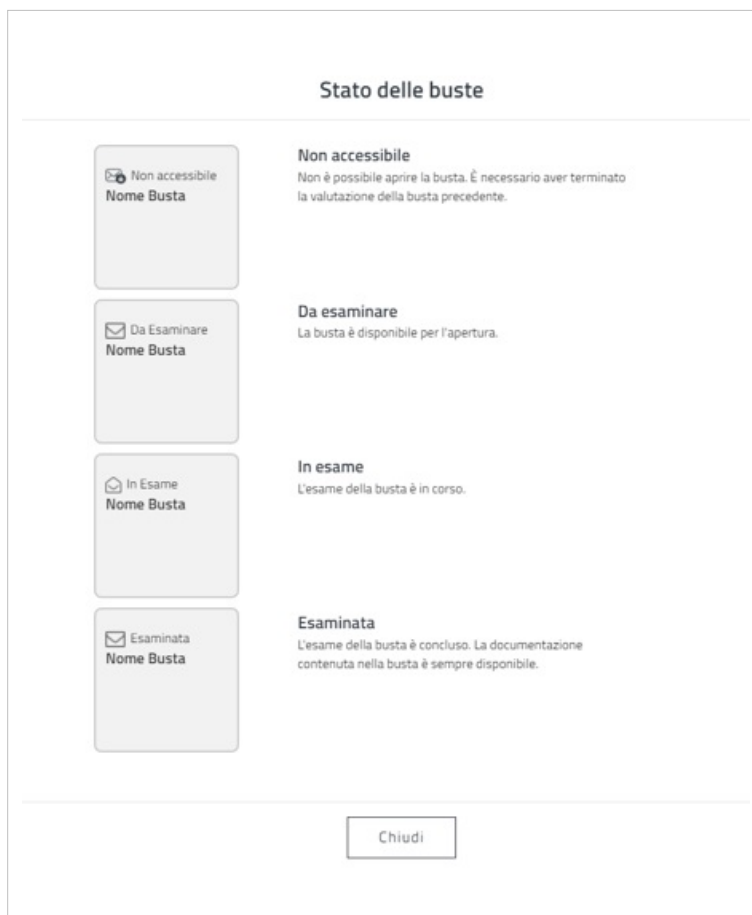 Stato delle buste
Non accessibile
Nome Busta
Non accessibile
Non è possibile aprire la busta. È necessario aver terminato
la valutazione della busta precedente.
Da Esaminare
Nome Busta
Da esaminare
La busta è disponibile per l'apertura.
In Esame
Nome Busta
In esame
L'esame della busta è in corso.
Esaminata
Nome Busta
Esaminata
L'esame della busta è concluso. La documentazione
contenuta nella busta è sempre disponibile.
Chiudi